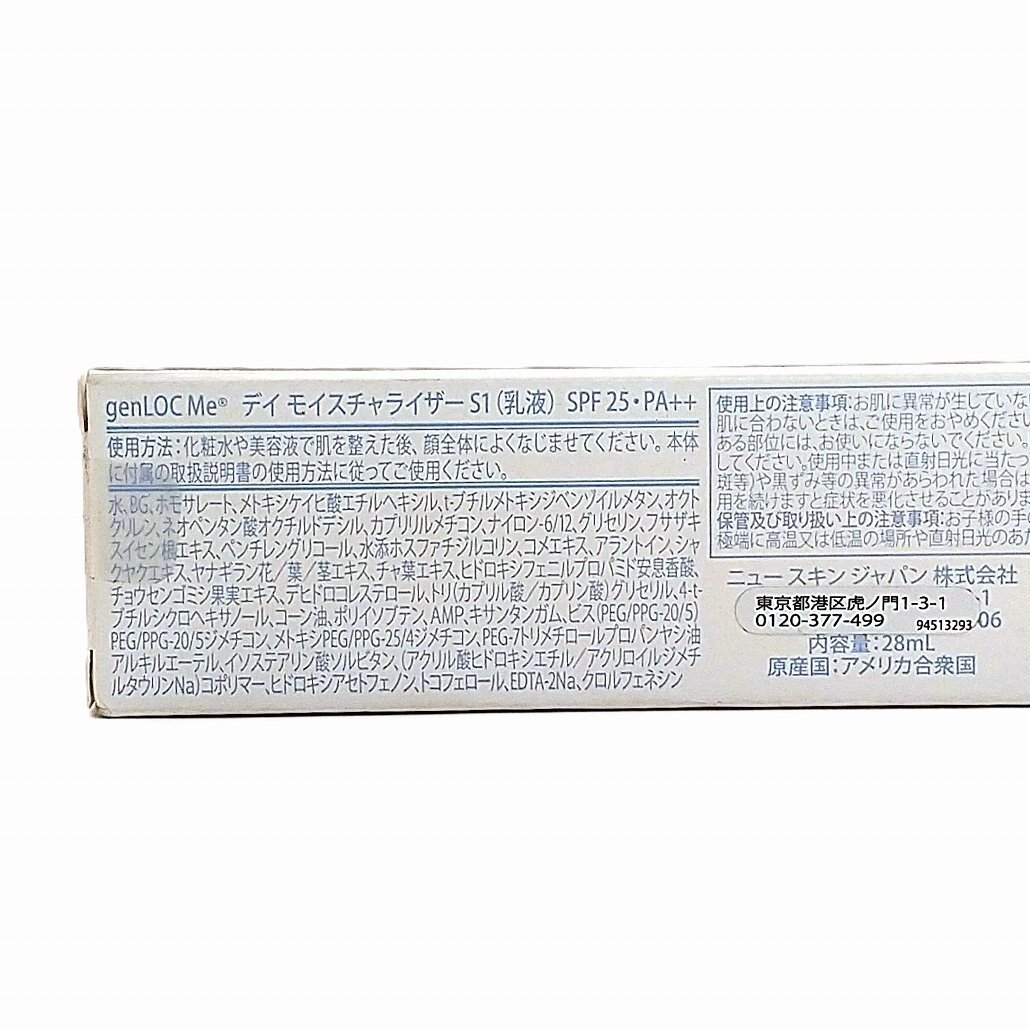 genLOC Me® デイ モイスチャライザー S1（乳液） SPF 25・PA++
使用方法：化粧水や美容液で肌を整えた後、顔全体によくなじませてください。本体
に付属の取扱説明書の使用方法に従ってご使用ください。
水、BG、ホモサレート、メトキシケイヒ酸エチルヘキシル、t-ブチルメトキシジベンゾイルメタン、オクト
クリレン、ネオペンタン酸オクチルドデシル、カプリリルメチコン、ナイロン-6/12、グリセリン、フサザキ
スイセン根エキス、ペンチレングリコール、水添ホスファチジルコリン、コメエキス、アラントイン、シャ
クヤクエキス、ヤナギラン花／葉／茎エキス、チャ葉エキス、ヒドロキシフェニルプロパミド安息香酸、
チョウセンゴミシ果実エキス、デヒドロコレステロール、トリ（カプリル酸／カプリン酸）グリセリル、4-t-
ブチルシクロヘキサノール、コーン油、ポリイソブテン、AMP、キサンタンガム、ビス（PEG/PPG-20/5）
PEG/PPG-20/5ジメチコン、メトキシPEG/PPG-25/4ジメチコン、PEG-7トリメチロールプロパンヤシ油
アルキルエーテル、イソステアリン酸ソルビタン、（アクリル酸ヒドロキシエチル／アクリロイルジメチ
ルタウリンNa）コポリマー、ヒドロキシアセトフェノン、トコフェロール、EDTA-2Na、クロルフェネシン
使用上の注意事項：お肌に異常が生じていない
肌に合わないときは、ご使用をおやめください
ある部位には、お使いにならないでください。
してください。使用中または直射日光に当たっ
斑等）や黒ずみ等の異常があらわれた場合は
用を続けますと症状を悪化させることがありま
保管及び取り扱い上の注意事項：お子様の手
極端に高温又は低温の場所や直射日光のあた
ニュー スキン ジャパン 株式会社
東京都港区虎ノ門1-3-1
0120-377-499 94513293
.1
06
内容量：28mL
原産国：アメリカ合衆国